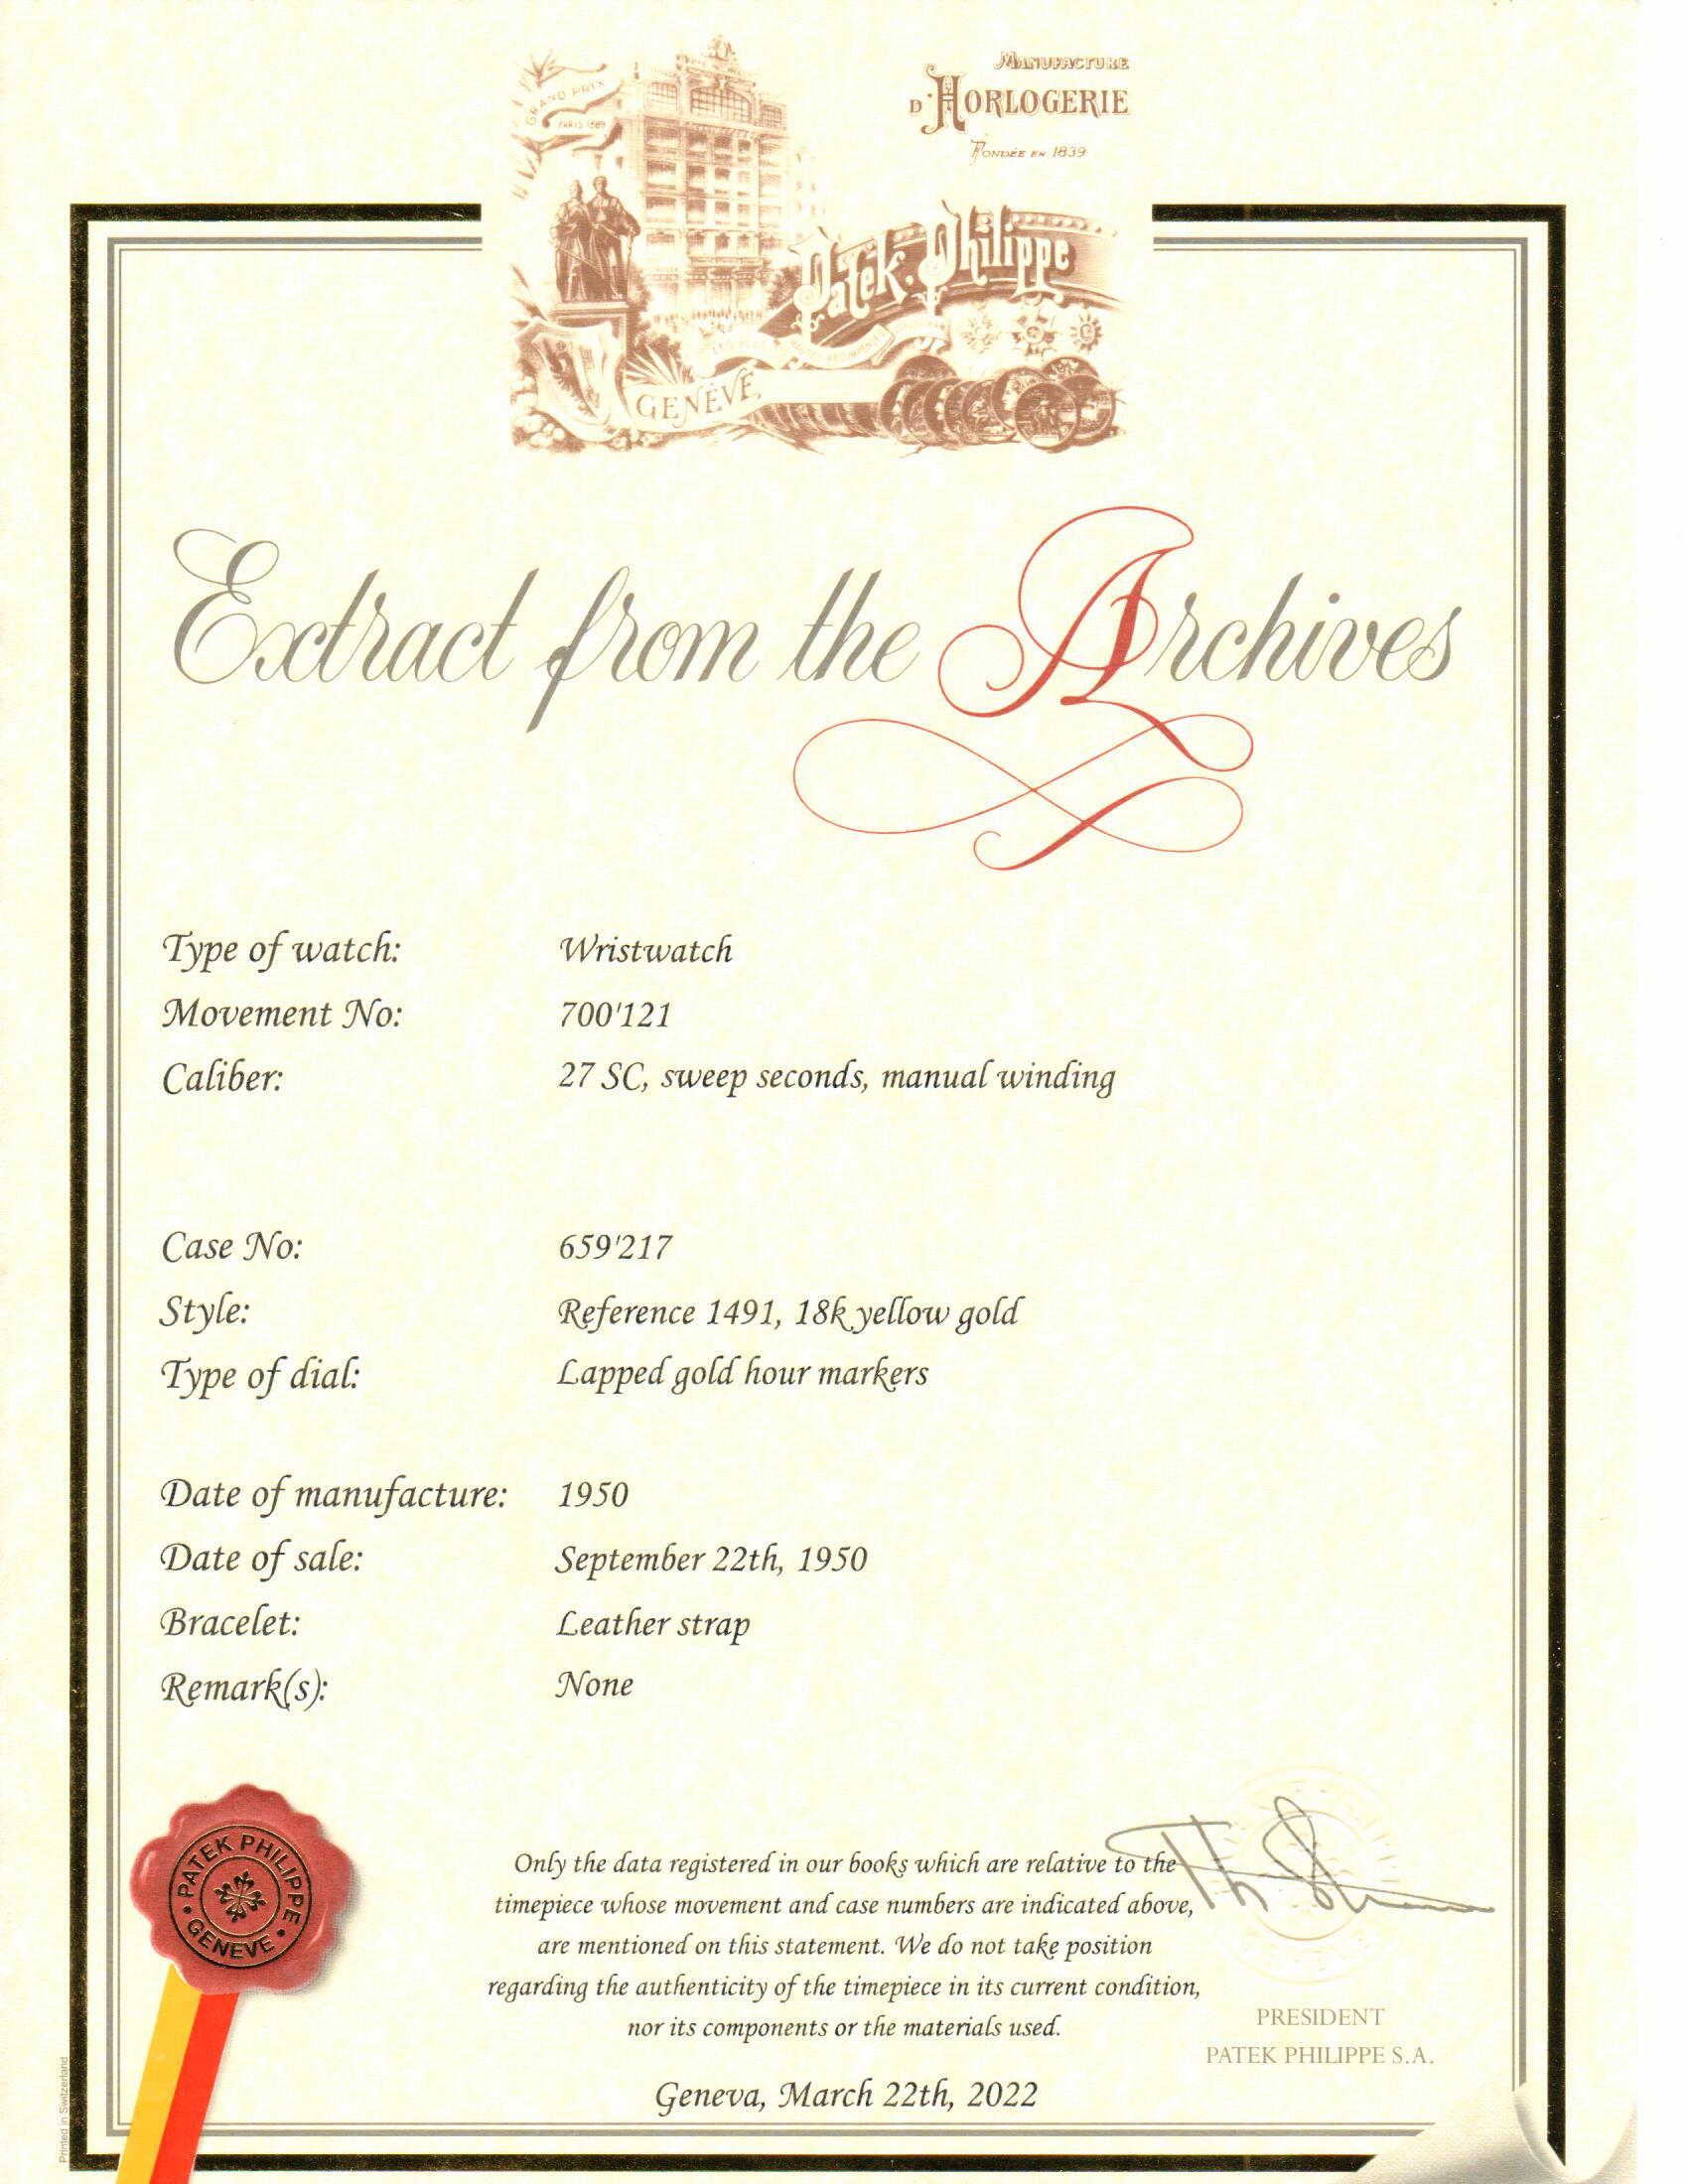 GRAND PRIX
PARIS 1889
MANUFACTURE
D'HORLOGERIE
FONDÉE EN 1839
Patek. Philippe
GENÈVE
Extract from the Archives
Type of watch: Wristwatch
Movement No: 700'121
Caliber: 27 SC, sweep seconds, manual winding
Case No: 659'217
Style: Reference 1491, 18k yellow gold
Type of dial: Lapped gold hour markers
Date of manufacture: 1950
Date of sale: September 22th, 1950
Bracelet: Leather strap
Remark(s): None
PATEK PHILIPPE
GENEVE
Only the data registered in our books which are relative to the
timepiece whose movement and case numbers are indicated above,
are mentioned on this statement. We do not take position
regarding the authenticity of the timepiece in its current condition,
nor its components or the materials used.
PRESIDENT
PATEK PHILIPPE S.A.
Geneva, March 22th, 2022
Printed in Switzerland